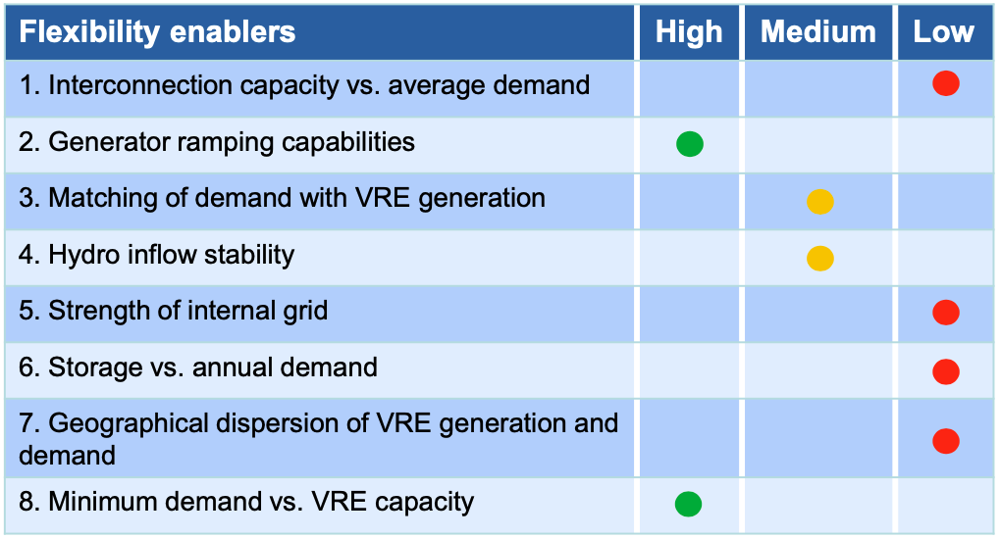 Flexibility enablers High Medium Low
1. Interconnection capacity vs. average demand
2. Generator ramping capabilities
3. Matching of demand with VRE generation
4. Hydro inflow stability
5. Strength of internal grid
6. Storage vs. annual demand
7. Geographical dispersion of VRE generation and
demand
8. Minimum demand vs. VRE capacity